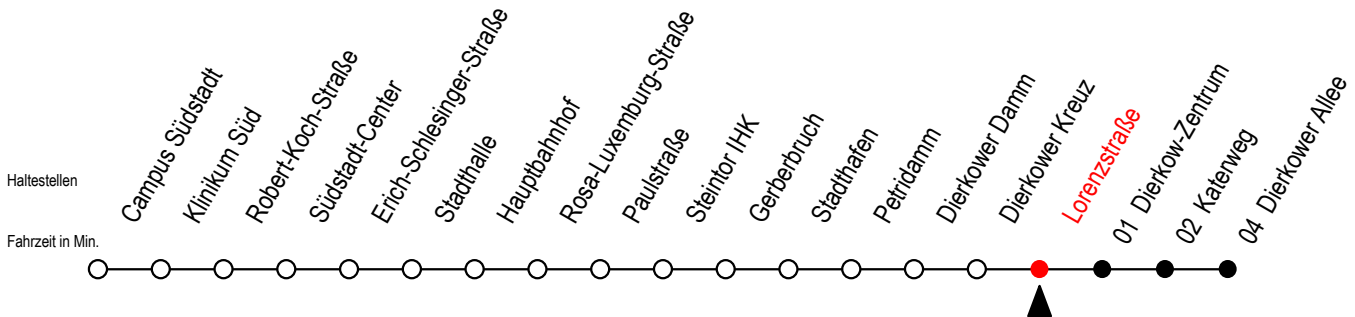 Haltestellen
Fahrzeit in Min.
Campus Südstadt
Klinikum Süd
Robert-Koch-Straße
Südstadt-Center
Erich-Schlesinger-Straße
Stadthalle
Hauptbahnhof
Rosa-Luxemburg-Straße
Paulstraße
Steintor IHK
Gerberbruch
Stadthafen
Petridamm
Dierkower Damm
Dierkower Kreuz
Lorenzstraße
01 Dierkow-Zentrum
02 Katerweg
04 Dierkower Allee